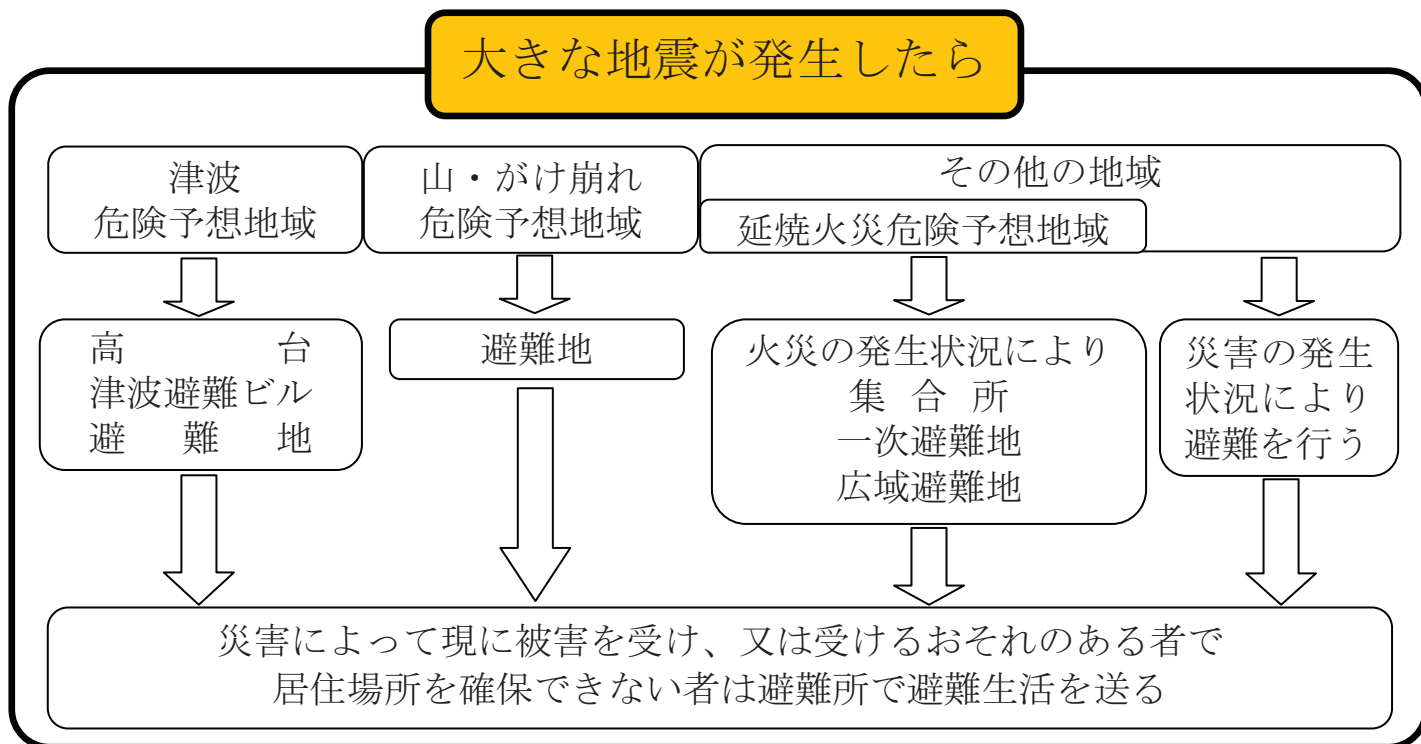 大きな地震が発生したら
津波
危険予想地域
山・がけ崩れ
危険予想地域
その他の地域
延焼火災危険予想地域
高台
津波避難ビル
避難地
避難地
火災の発生状況により
集合所
一次避難地
広域避難地
災害の発生
状況により
避難を行う
災害によって現に被害を受け、又は受けるおそれのある者で
居住場所を確保できない者は避難所で避難生活を送る